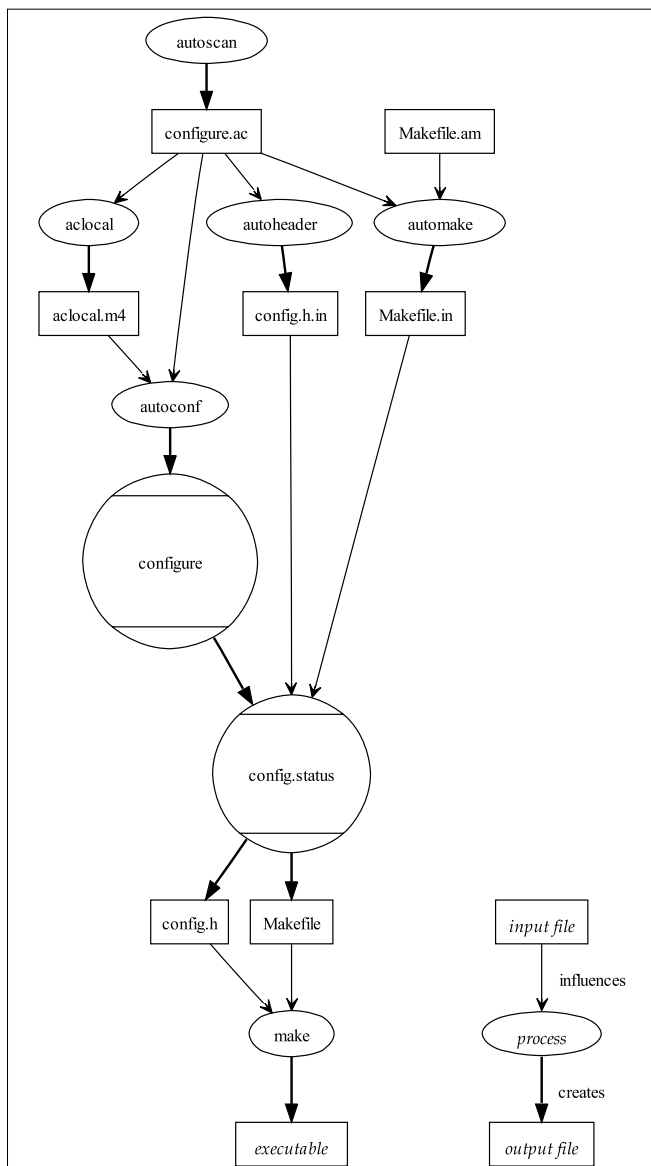 autoscan
configure.ac
Makefile.am
aclocal
autoheader
automake
aclocal.m4
config.h.in
Makefile.in
autoconf
configure
config.status
config.h
Makefile
input file
influences
make
process
creates
executable
output file